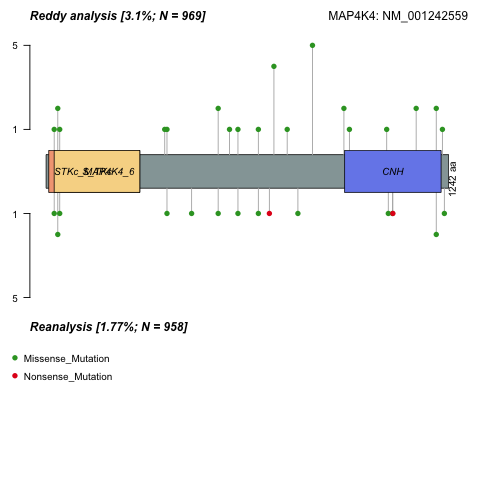 Reddy analysis [3.1%; N = 969]
MAP4K4: NM_001242559
5
1
CNH
1242 aa
1
5
Reanalysis [1.77%; N = 958]
Missense_Mutation
Nonsense_Mutation